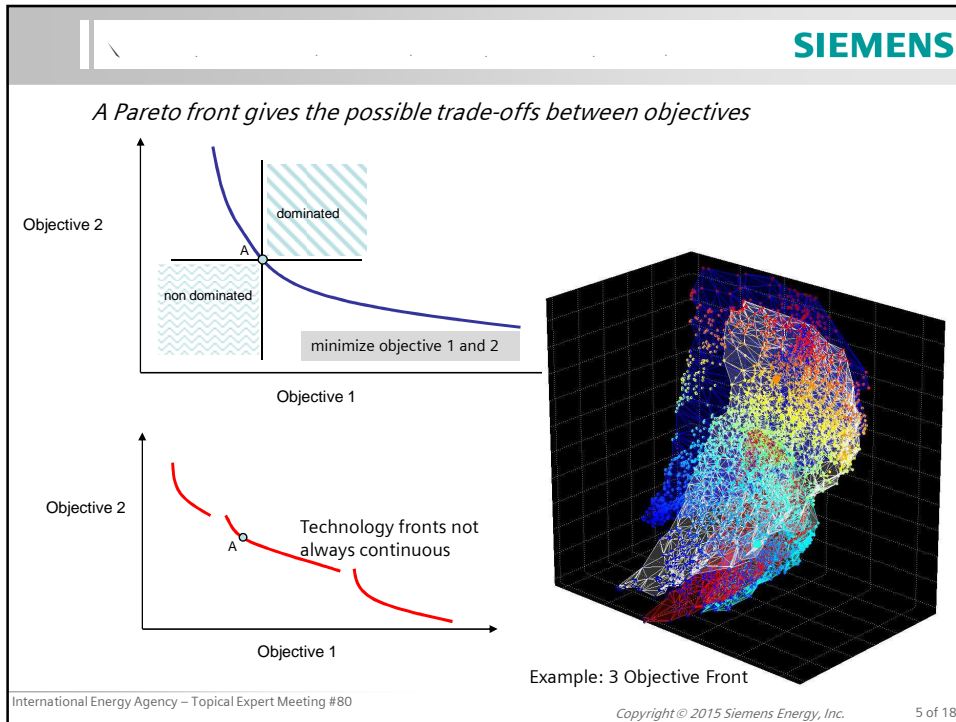 SIEMENS
A Pareto front gives the possible trade-offs between objectives
Objective 2
dominated
A
non dominated
minimize objective 1 and 2
Objective 1
Objective 2
A
Technology fronts not
always continuous
Objective 1
Example: 3 Objective Front
International Energy Agency – Topical Expert Meeting #80
Copyright © 2015 Siemens Energy, Inc.
5 of 18